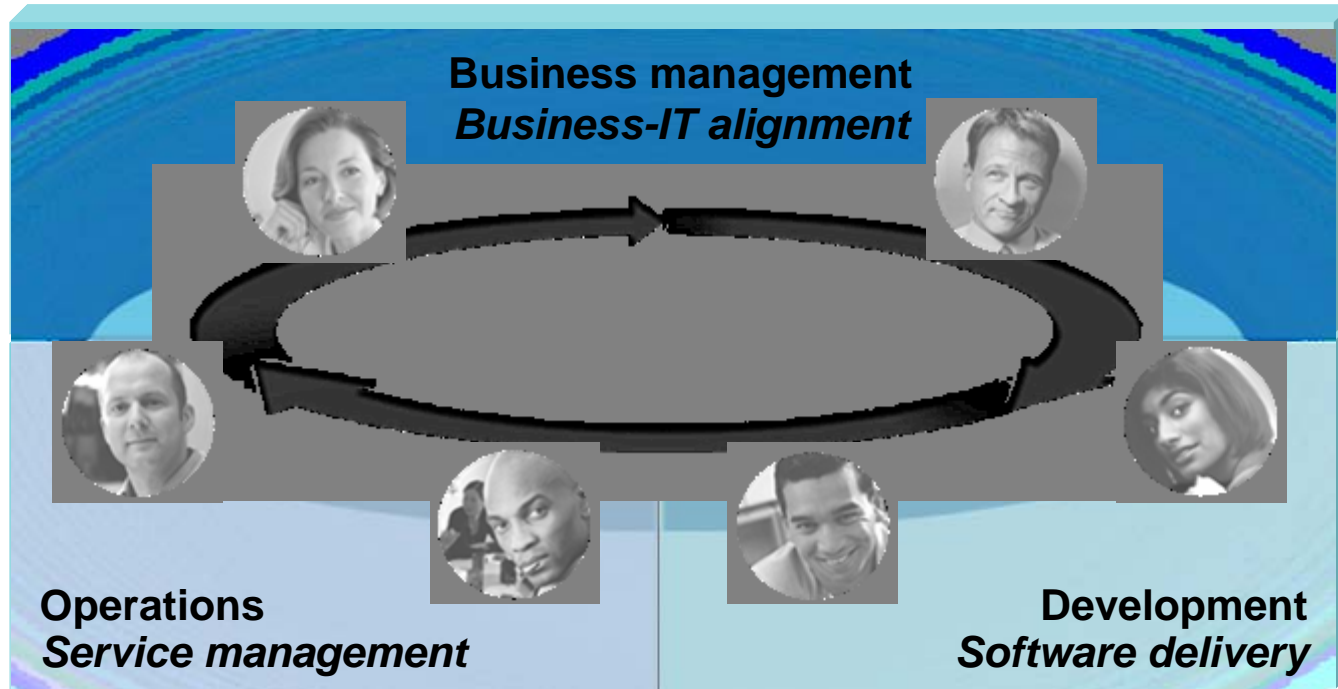 Business management
Business-IT alignment
Operations
Service management
Development
Software delivery